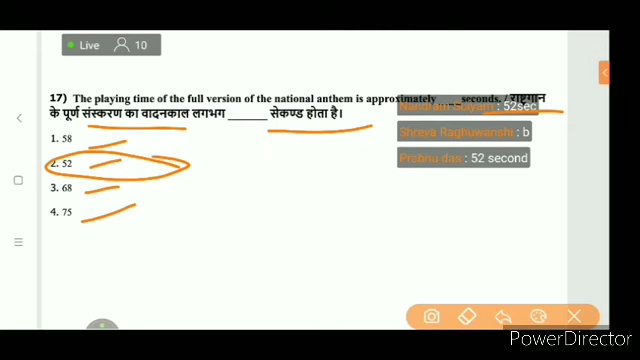 Live 10
17) The playing time of the full version of the national anthem is approximately ___ seconds. / राष्ट्रगान
के पूर्ण संस्करण का वादनकाल लगभग ______ सेकण्ड होता है।
: 52sec
Shreya Raghuwanshi : b
Prabhu das : 52 second
1. 58
2. 52
3. 68
4. 75
PowerDirector